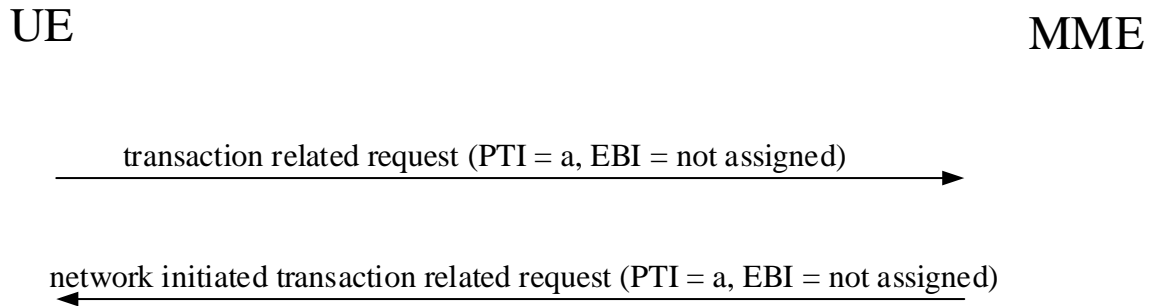 UE
MME
transaction related request (PTI = a, EBI = not assigned)
network initiated transaction related request (PTI = a, EBI = not assigned)